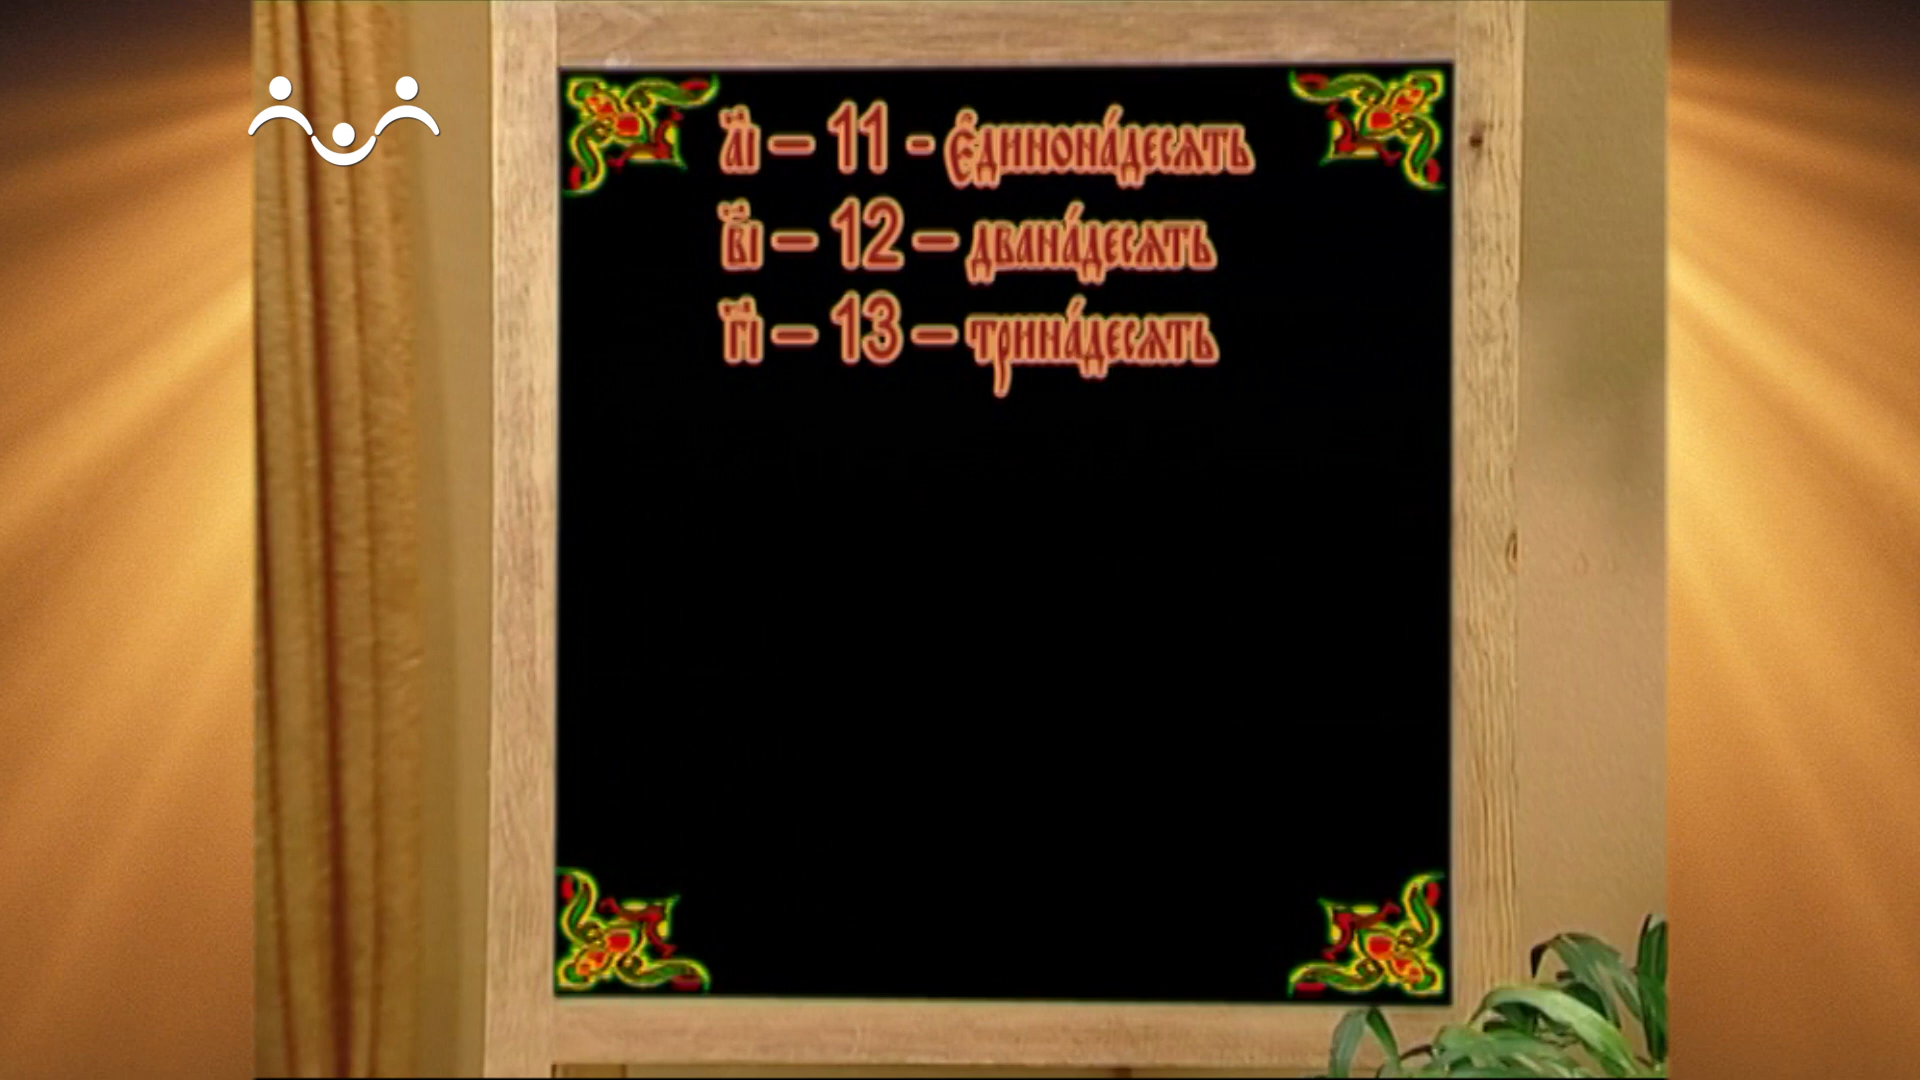 а҃і – 11 - є҆динона́десѧть
в҃і – 12 – двана́десѧть
г҃і – 13 – трина́десѧть